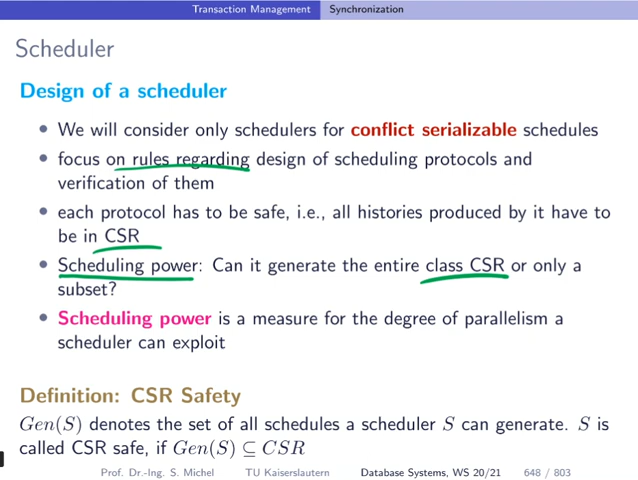 Transaction Management Synchronization
Scheduler
Design of a scheduler
• We will consider only schedulers for conflict serializable schedules
• focus on rules regarding design of scheduling protocols and
verification of them
• each protocol has to be safe, i.e., all histories produced by it have to
be in CSR
• Scheduling power: Can it generate the entire class CSR or only a
subset?
• Scheduling power is a measure for the degree of parallelism a
scheduler can exploit
Definition: CSR Safety
Gen(S) denotes the set of all schedules a scheduler S can generate. S is
called CSR safe, if Gen(S) ⊆ CSR
Prof. Dr.-Ing. S. Michel TU Kaiserslautern Database Systems, WS 20/21 648 / 803